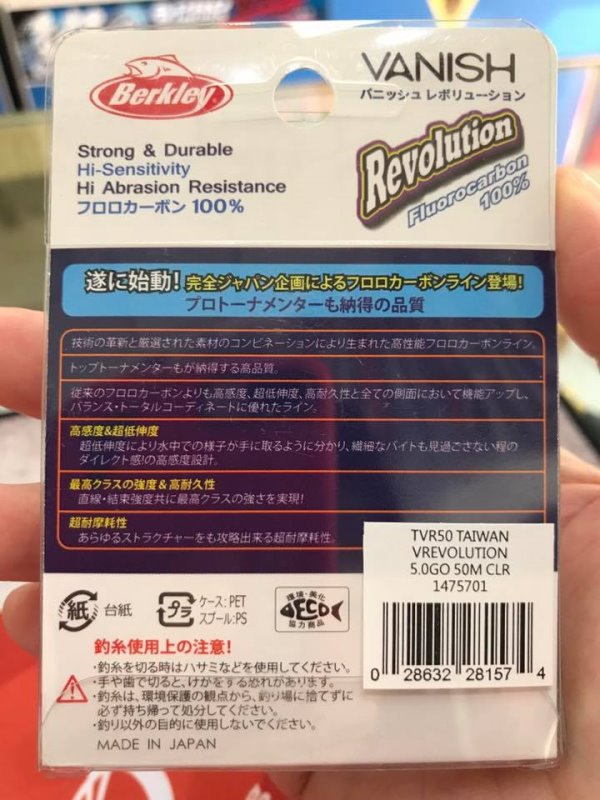 Berkley
VANISH
バニッシュ レボリューション
Strong & Durable
Hi-Sensitivity
Hi Abrasion Resistance
フロロカーボン 100%
Revolution
Fluorocarbon
100%
遂に始動！完全ジャパン企画によるフロロカーボンライン登場！
プロトーナメンターも納得の品質
技術の革新と厳選された素材のコンビネーションにより生まれた高性能フロロカーボンライン。
トップトーナメンターもが納得する高品質。
従来のフロロカーボンよりも高感度、超低伸度、高耐久性と全ての側面において機能アップし、
バランス・トータルコーディネートに優れたライン。
高感度&超低伸度
超低伸度により水中での様子が手に取るように分かり、繊細なバイトも見過ごさない程の
ダイレクト感!の高感度設計。
最高クラスの強度&高耐久性
直線・結束強度共に最高クラスの強さを実現!
超耐摩耗性
あらゆるストラクチャーをも攻略出来る超耐摩耗性。
TVR50 TAIWAN
VREVOLUTION
5.0GO 50M CLR
1475701
0 28632 28157 4
紙 台紙
プラ ケース: PET
スプール:PS
環境・美化
ECO
協力商品
釣糸使用上の注意!
・釣糸を切る時はハサミなどを使用してください。
・手や歯で切ると、けがをする恐れがあります。
・釣糸は、環境保護の観点から、釣り場に捨てずに
必ず持ち帰って処分してください。
・釣り以外の目的に使用しないでください。
MADE IN JAPAN